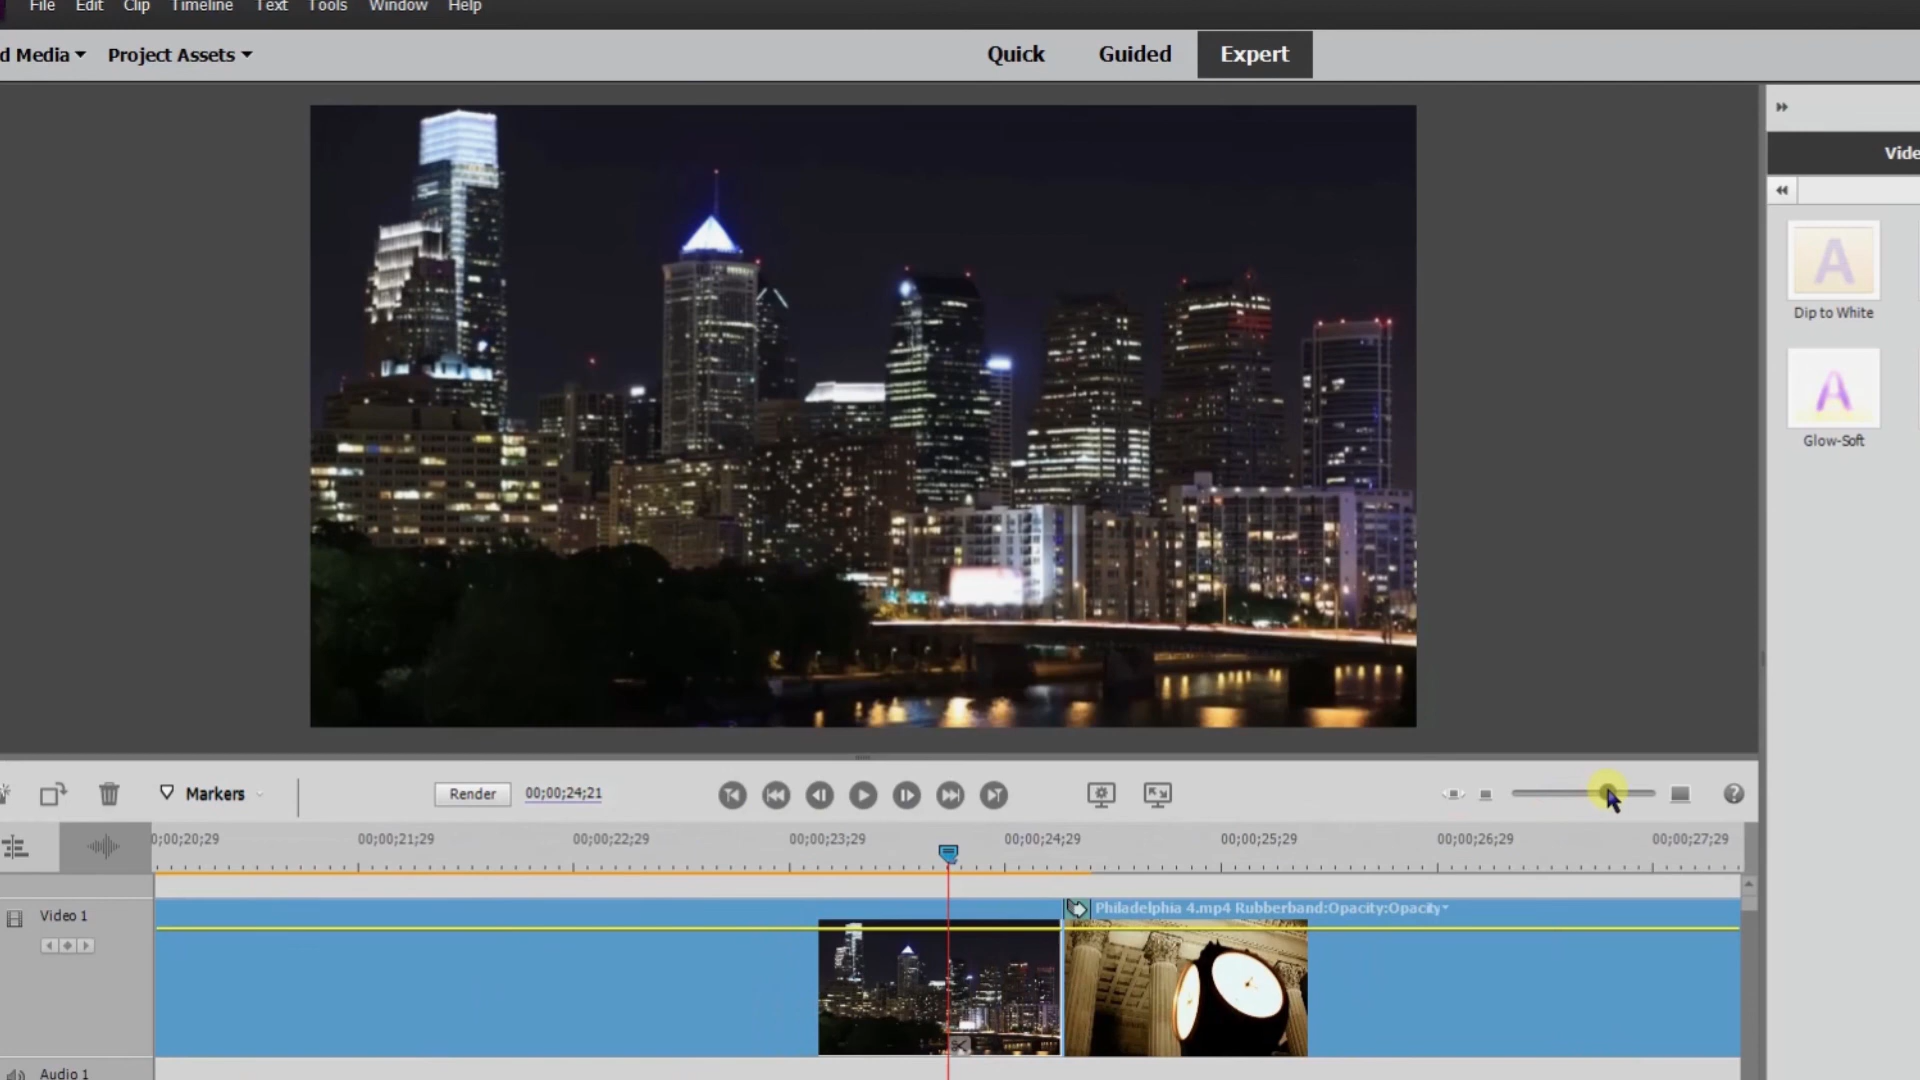 File Edit Clip Timeline Text Tools Window Help
d Media Project Assets Quick Guided Expert
Vide
A
Dip to White
A
Glow-Soft
Markers Render 00;00;24;21
0;00;20;29 00;00;21;29 00;00;22;29 00;00;23;29 00;00;24;29 00;00;25;29 00;00;26;29 00;00;27;29
Video 1 Philadelphia 4.mp4 Rubberband:Opacity:Opacity
Audio 1